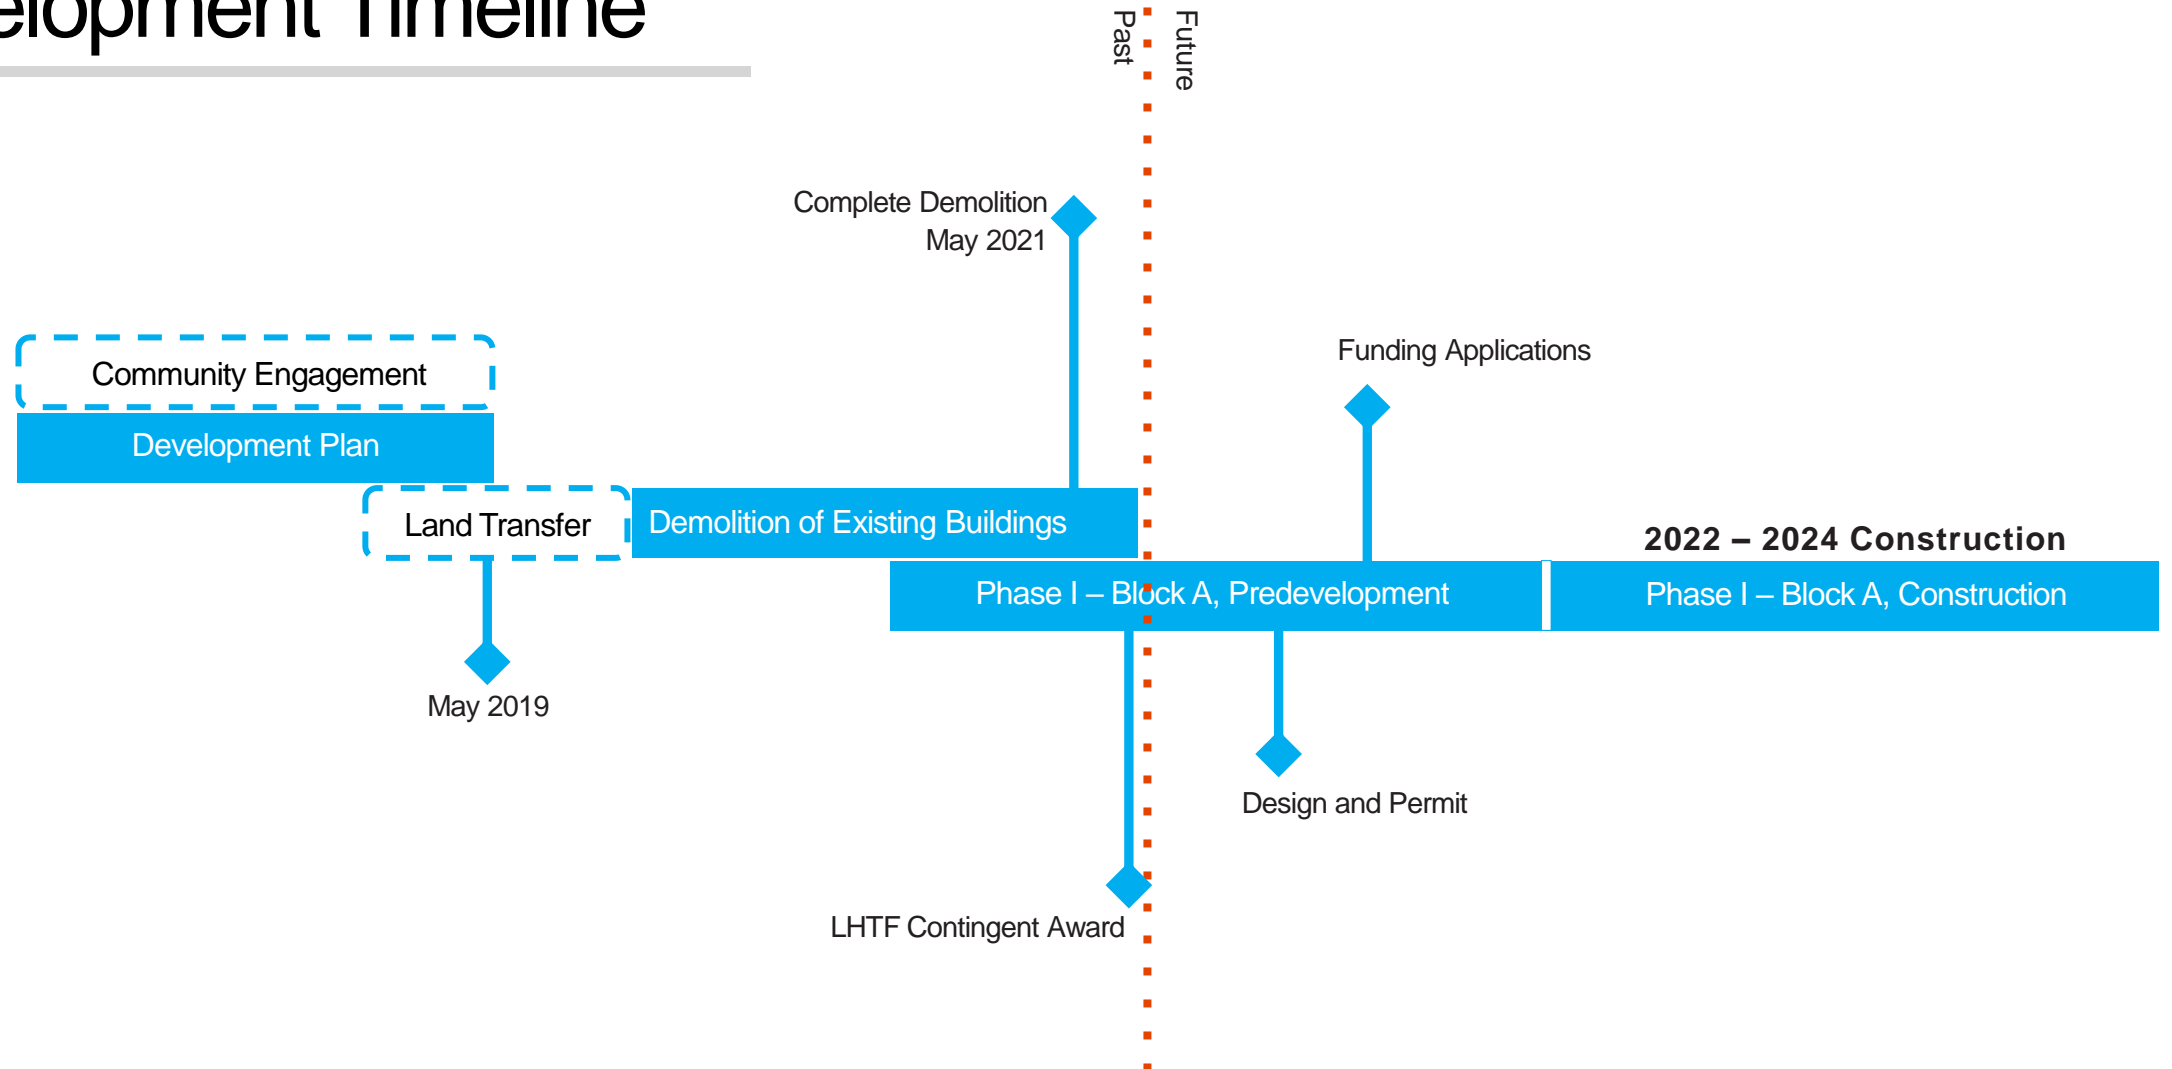 elopment Timeline
Past
Future
Complete Demolition
May 2021
Funding Applications
Community Engagement
Development Plan
Land Transfer
Demolition of Existing Buildings
2022 – 2024 Construction
Phase I – Block A, Predevelopment
Phase I – Block A, Construction
May 2019
Design and Permit
LHTF Contingent Award